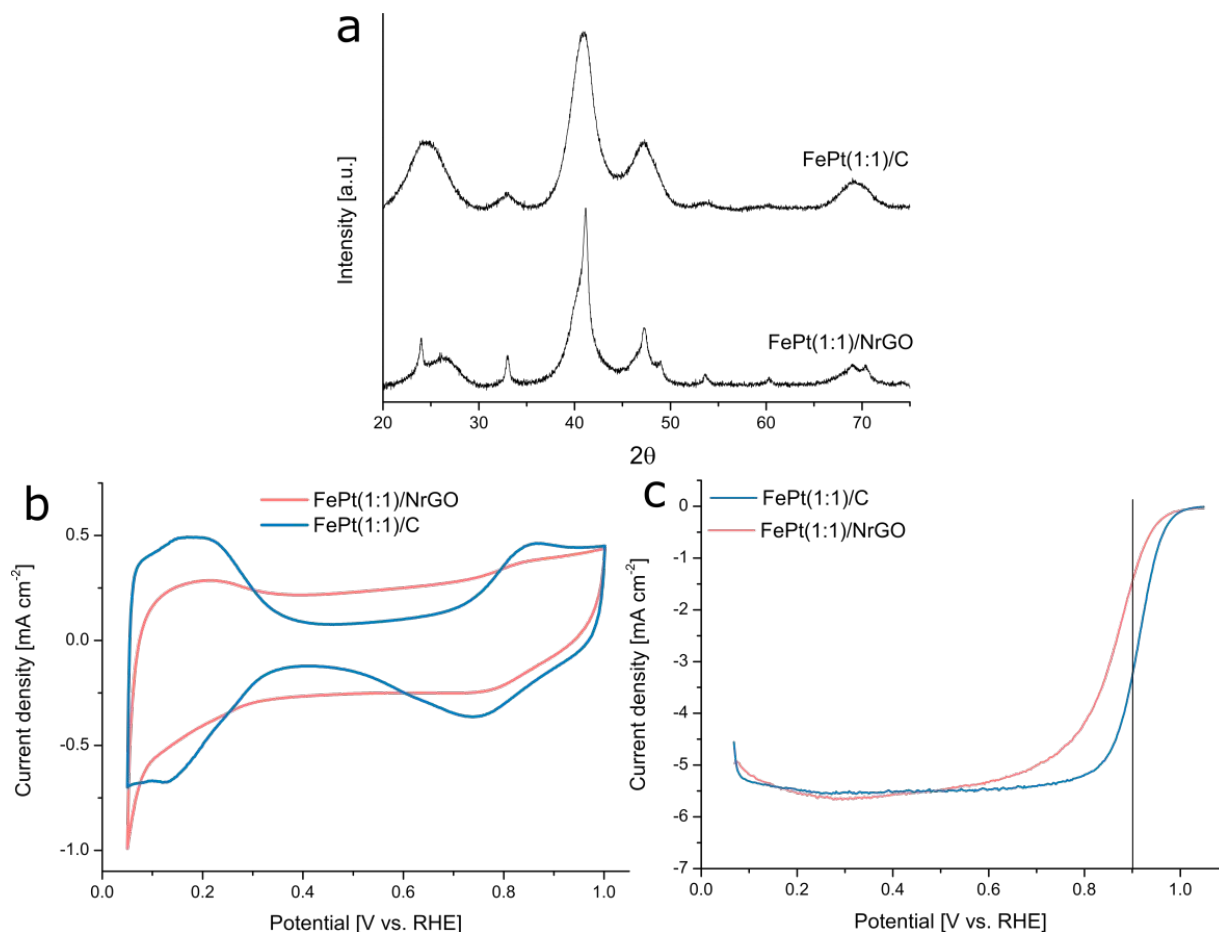 a
Intensity [a.u.]
FePt(1:1)/C
FePt(1:1)/NrGO
20 30 40 50 60 70
2θ
b
FePt(1:1)/NrGO
FePt(1:1)/C
0.5
0.0
-0.5
-1.0
Current density [mA cm⁻²]
0.0 0.2 0.4 0.6 0.8 1.0
Potential [V vs. RHE]
c
FePt(1:1)/C
FePt(1:1)/NrGO
0
-1
-2
-3
-4
-5
-6
-7
Current density [mA cm⁻²]
0.0 0.2 0.4 0.6 0.8 1.0
Potential [V vs. RHE]